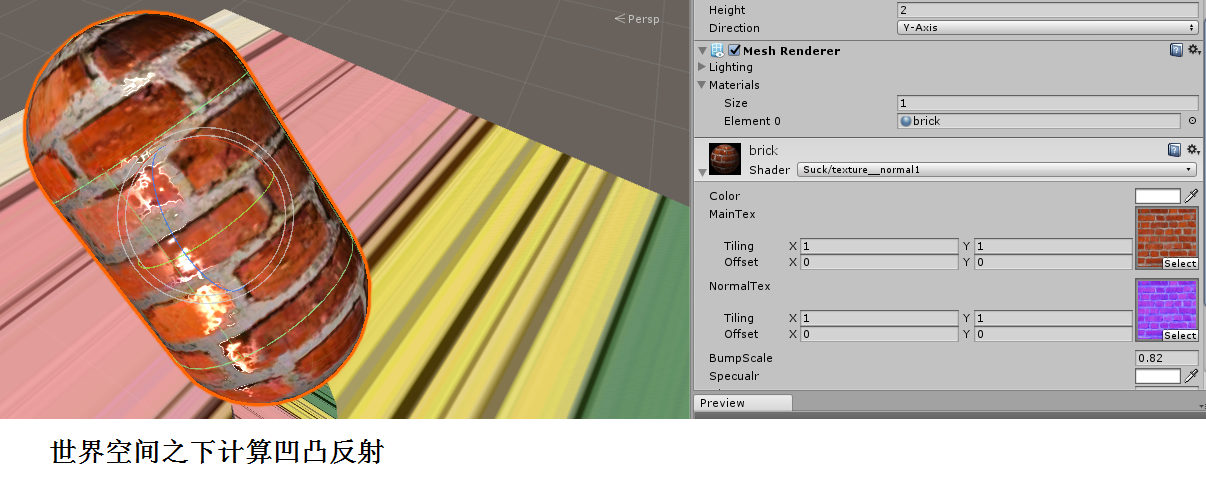 Persp
Height 2
Direction Y-Axis
Mesh Renderer
Lighting
Materials
Size 1
Element 0 brick
brick
Shader Suck/texture__normal1
Color
MainTex
Tiling X 1 Y 1
Offset X 0 Y 0
Select
NormalTex
Tiling X 1 Y 1
Offset X 0 Y 0
Select
BumpScale 0.82
Specualr
Preview
世界空间之下计算凹凸反射